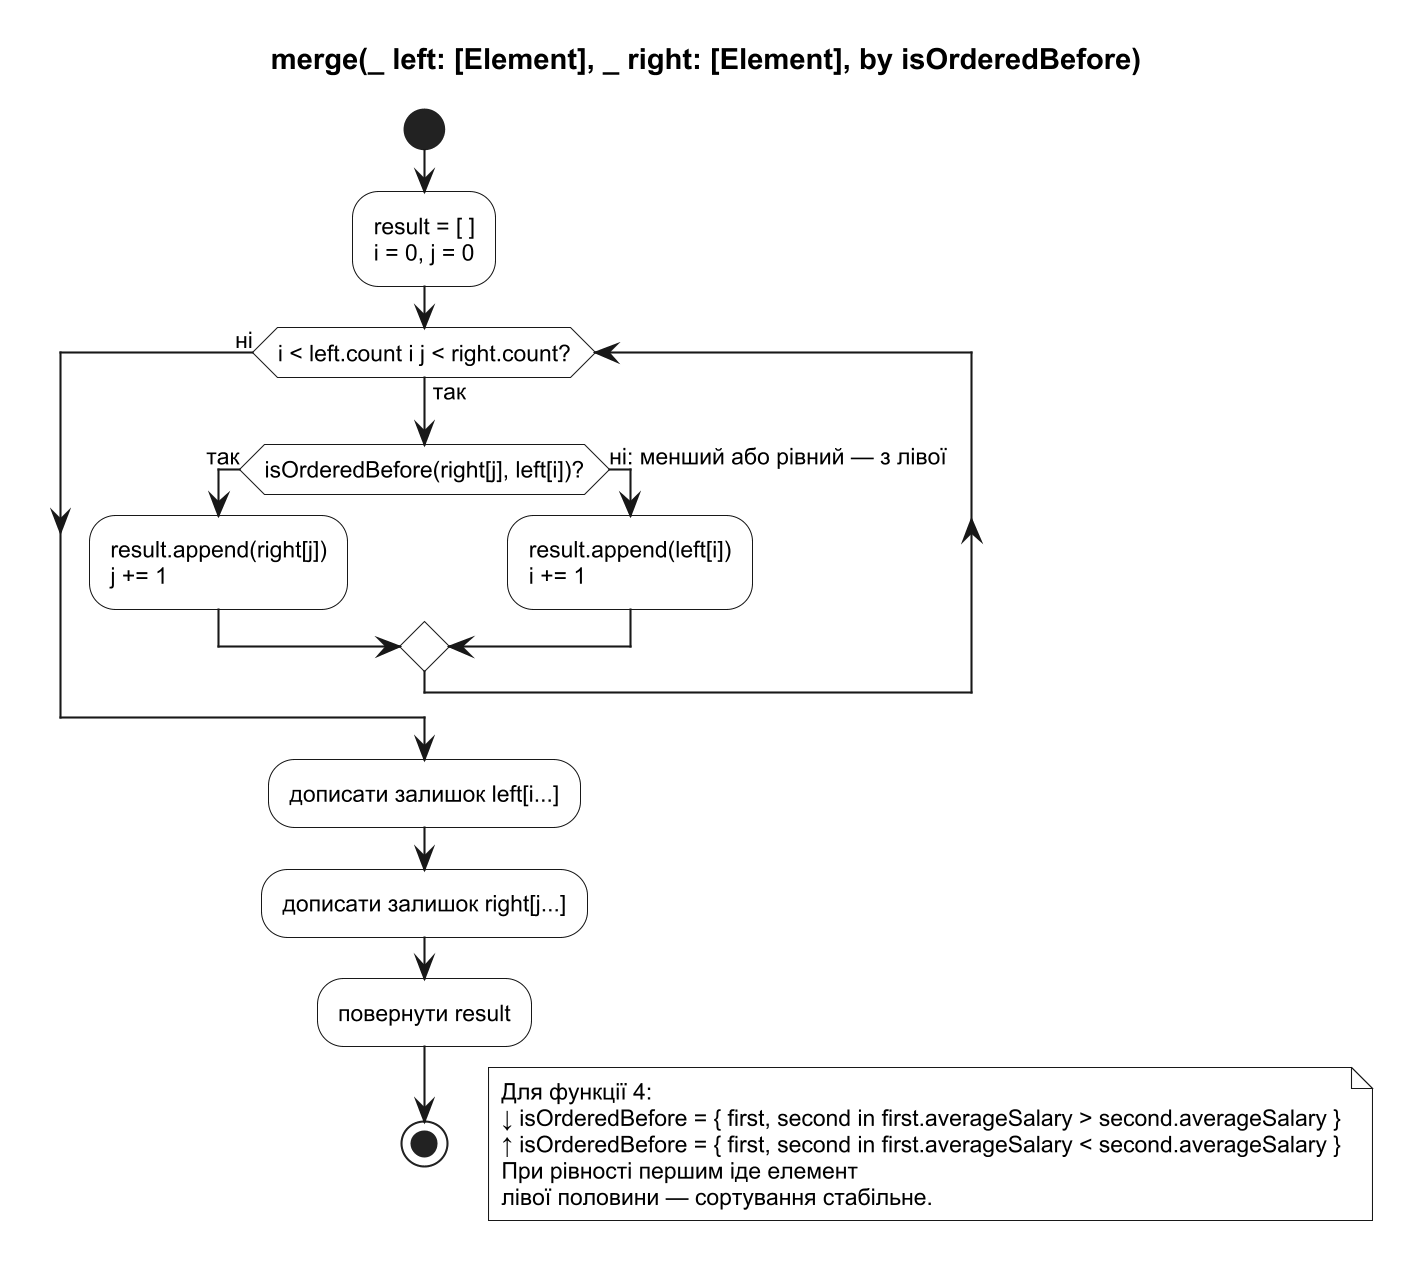 merge(_ left: [Element], _ right: [Element], by isOrderedBefore)
result = [ ]
i = 0, j = 0
ні
i < left.count і j < right.count?
так
так
isOrderedBefore(right[j], left[i])?
ні: менший або рівний — з лівої
result.append(right[j])
j += 1
result.append(left[i])
i += 1
дописати залишок left[i...]
дописати залишок right[j...]
повернути result
Для функції 4:
↓ isOrderedBefore = { first, second in first.averageSalary > second.averageSalary }
↑ isOrderedBefore = { first, second in first.averageSalary < second.averageSalary }
При рівності першим іде елемент
лівої половини — сортування стабільне.